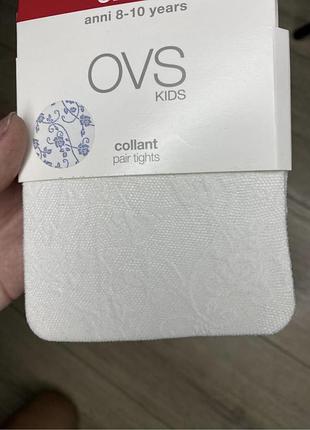 anni 8-10 years
OVS
KIDS
collant
pair tights